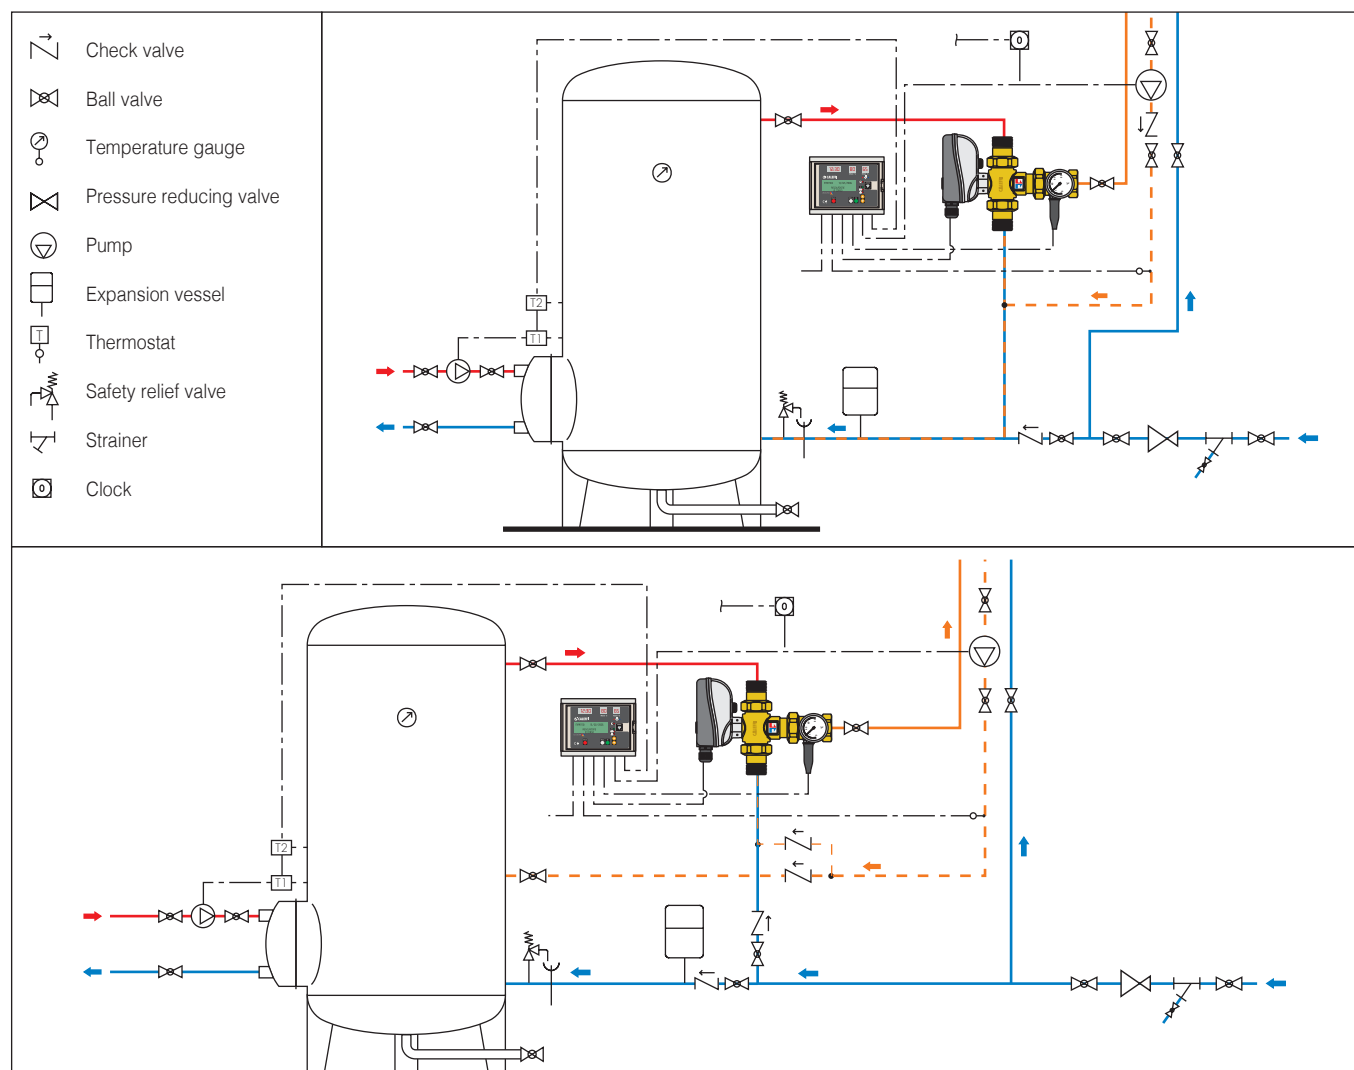 Check valve
Ball valve
Temperature gauge
Pressure reducing valve
Pump
Expansion vessel
T
Thermostat
Safety relief valve
Strainer
0
Clock
0
T2
T1
0
T2
T1